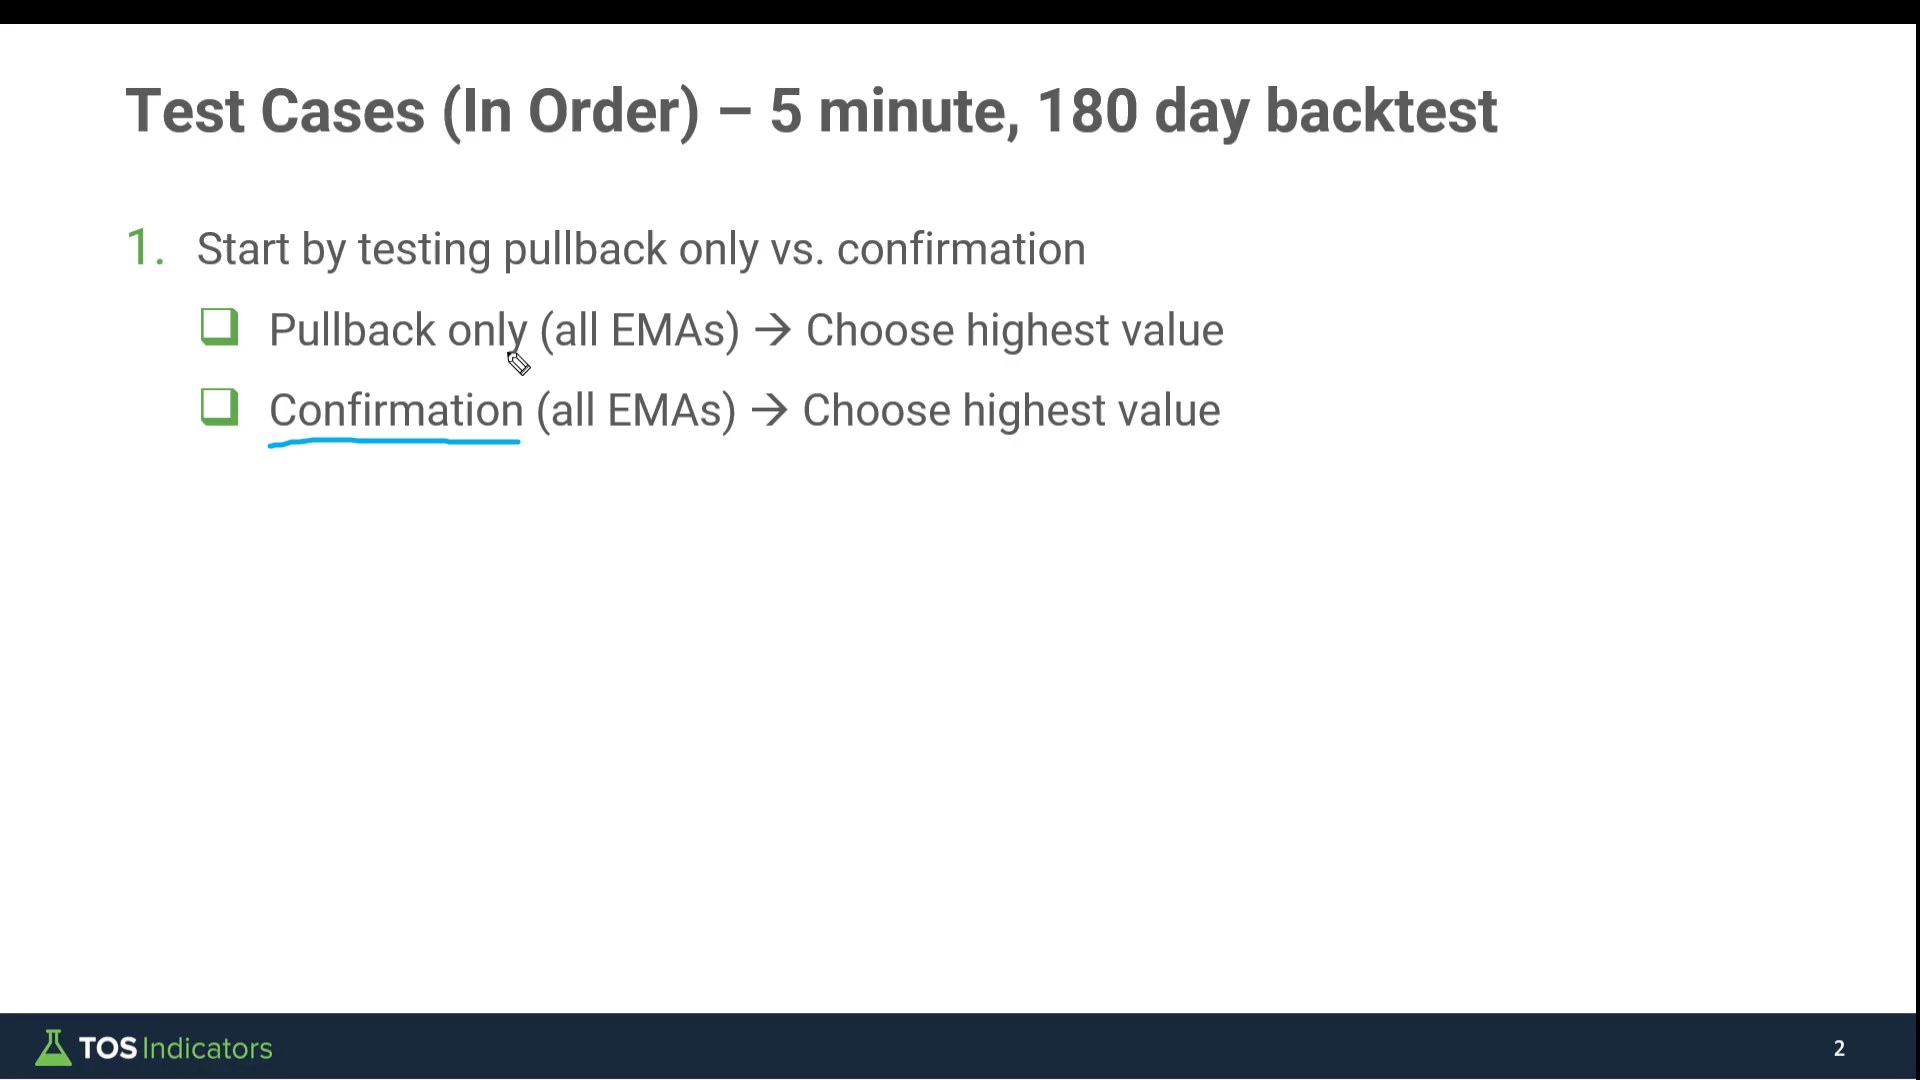 Test Cases (In Order) – 5 minute, 180 day backtest
1. Start by testing pullback only vs. confirmation
Pullback only (all EMAs) → Choose highest value
Confirmation (all EMAs) → Choose highest value
TOS Indicators
2